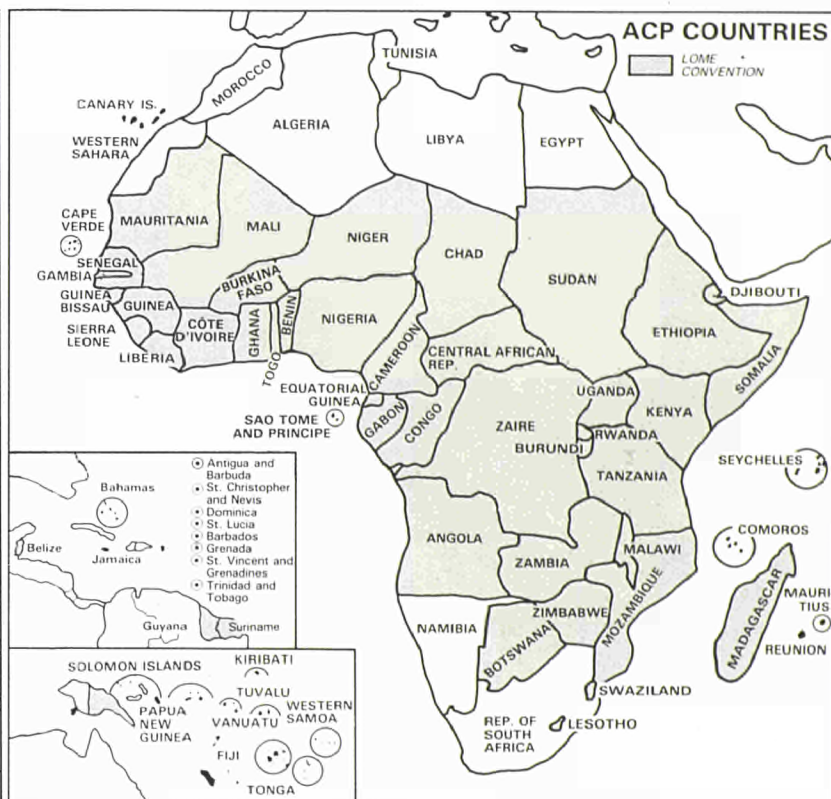 ACP COUNTRIES
LOME
CONVENTION
TUNISIA
MOROCCO
CANARY IS.
ALGERIA
WESTERN
SAHARA
LIBYA
EGYPT
CAPE
VERDE
MAURITANIA
MALI
NIGER
CHAD
SUDAN
SENEGAL
GAMBIA
BURKINA
FASO
DJIBOUTI
GUINEA
BISSAU
GUINEA
CÔTE
D'IVOIRE
GHANA
TOGO
BENIN
NIGERIA
ETHIOPIA
SIERRA
LEONE
LIBERIA
CAMEROON
CENTRAL AFRICAN
REP.
SOMALIA
EQUATORIAL
GUINEA
UGANDA
KENYA
SAO TOME
AND PRINCIPE
GABON
CONGO
ZAIRE
RWANDA
BURUNDI
TANZANIA
SEYCHELLES
COMOROS
ANGOLA
ZAMBIA
MALAWI
MOZAMBIQUE
MADAGASCAR
MAURI
TIUS
REUNION
ZIMBABWE
NAMIBIA
BOTSWANA
SWAZILAND
REP. OF
SOUTH
AFRICA
LESOTHO
Antigua and
Barbuda
St. Christopher
and Nevis
Dominica
St. Lucia
Barbados
Grenada
St. Vincent and
Grenadines
Trinidad and
Tobago
Bahamas
Belize
Jamaica
Guyana
Suriname
KIRIBATI
SOLOMON ISLANDS
TUVALU
PAPUA
NEW
GUINEA
VANUATU
WESTERN
SAMOA
FIJI
TONGA